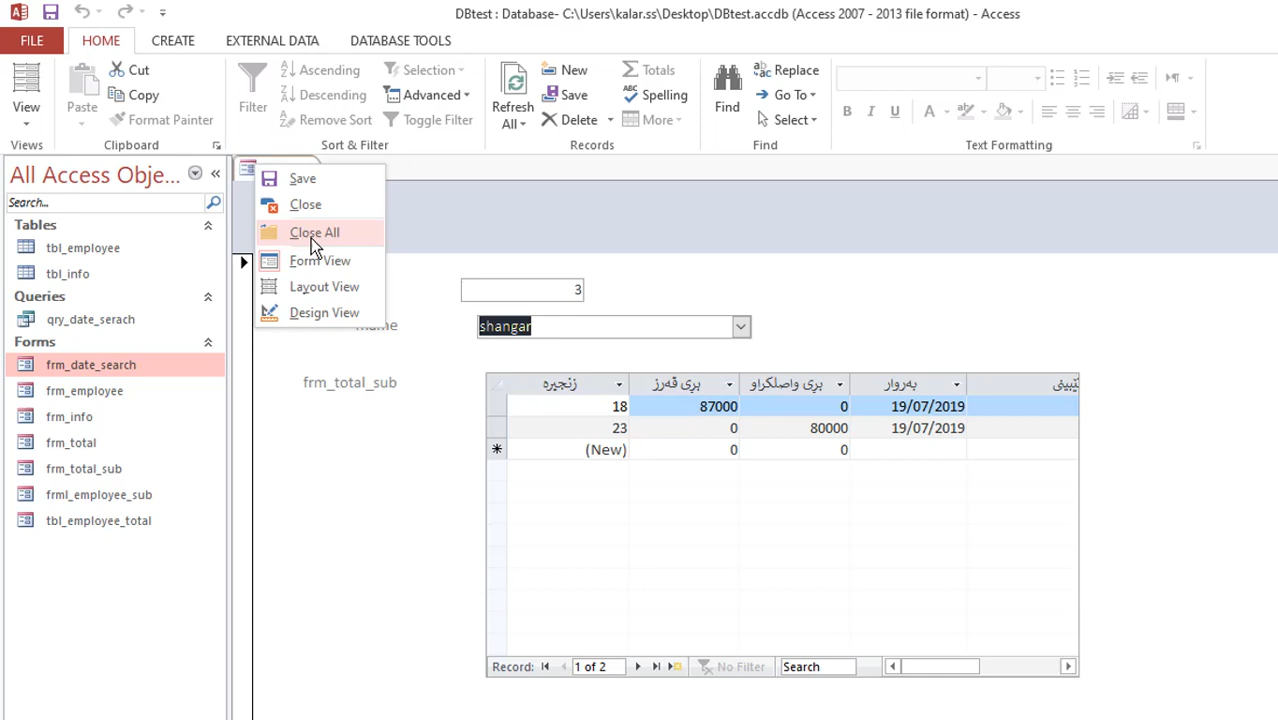 DBtest : Database- C:\Users\kalar.ss\Desktop\DBtest.accdb (Access 2007 - 2013 file format) - Access
FILE HOME CREATE EXTERNAL DATA DATABASE TOOLS
View
Views
Paste
Cut
Copy
Format Painter
Clipboard
Filter
Ascending
Descending
Remove Sort
Selection
Advanced
Toggle Filter
Sort & Filter
Refresh
All
New
Save
Delete
Totals
Spelling
More
Records
Find
Replace
Go To
Select
Find
B I U A
Text Formatting
All Access Obje...
Search...
Tables
tbl_employee
tbl_info
Queries
qry_date_serach
Forms
frm_date_search
frm_employee
frm_info
frm_total
frm_total_sub
frml_employee_sub
tbl_employee_total
Save
Close
Close All
Form View
Layout View
Design View
3
shangar
frm_total_sub
زنجیرە بڕی قەرز بڕی واصلکراو بەروار
18 87000 0 19/07/2019
23 0 80000 19/07/2019
(New) 0 0
Record: 1 of 2 No Filter Search